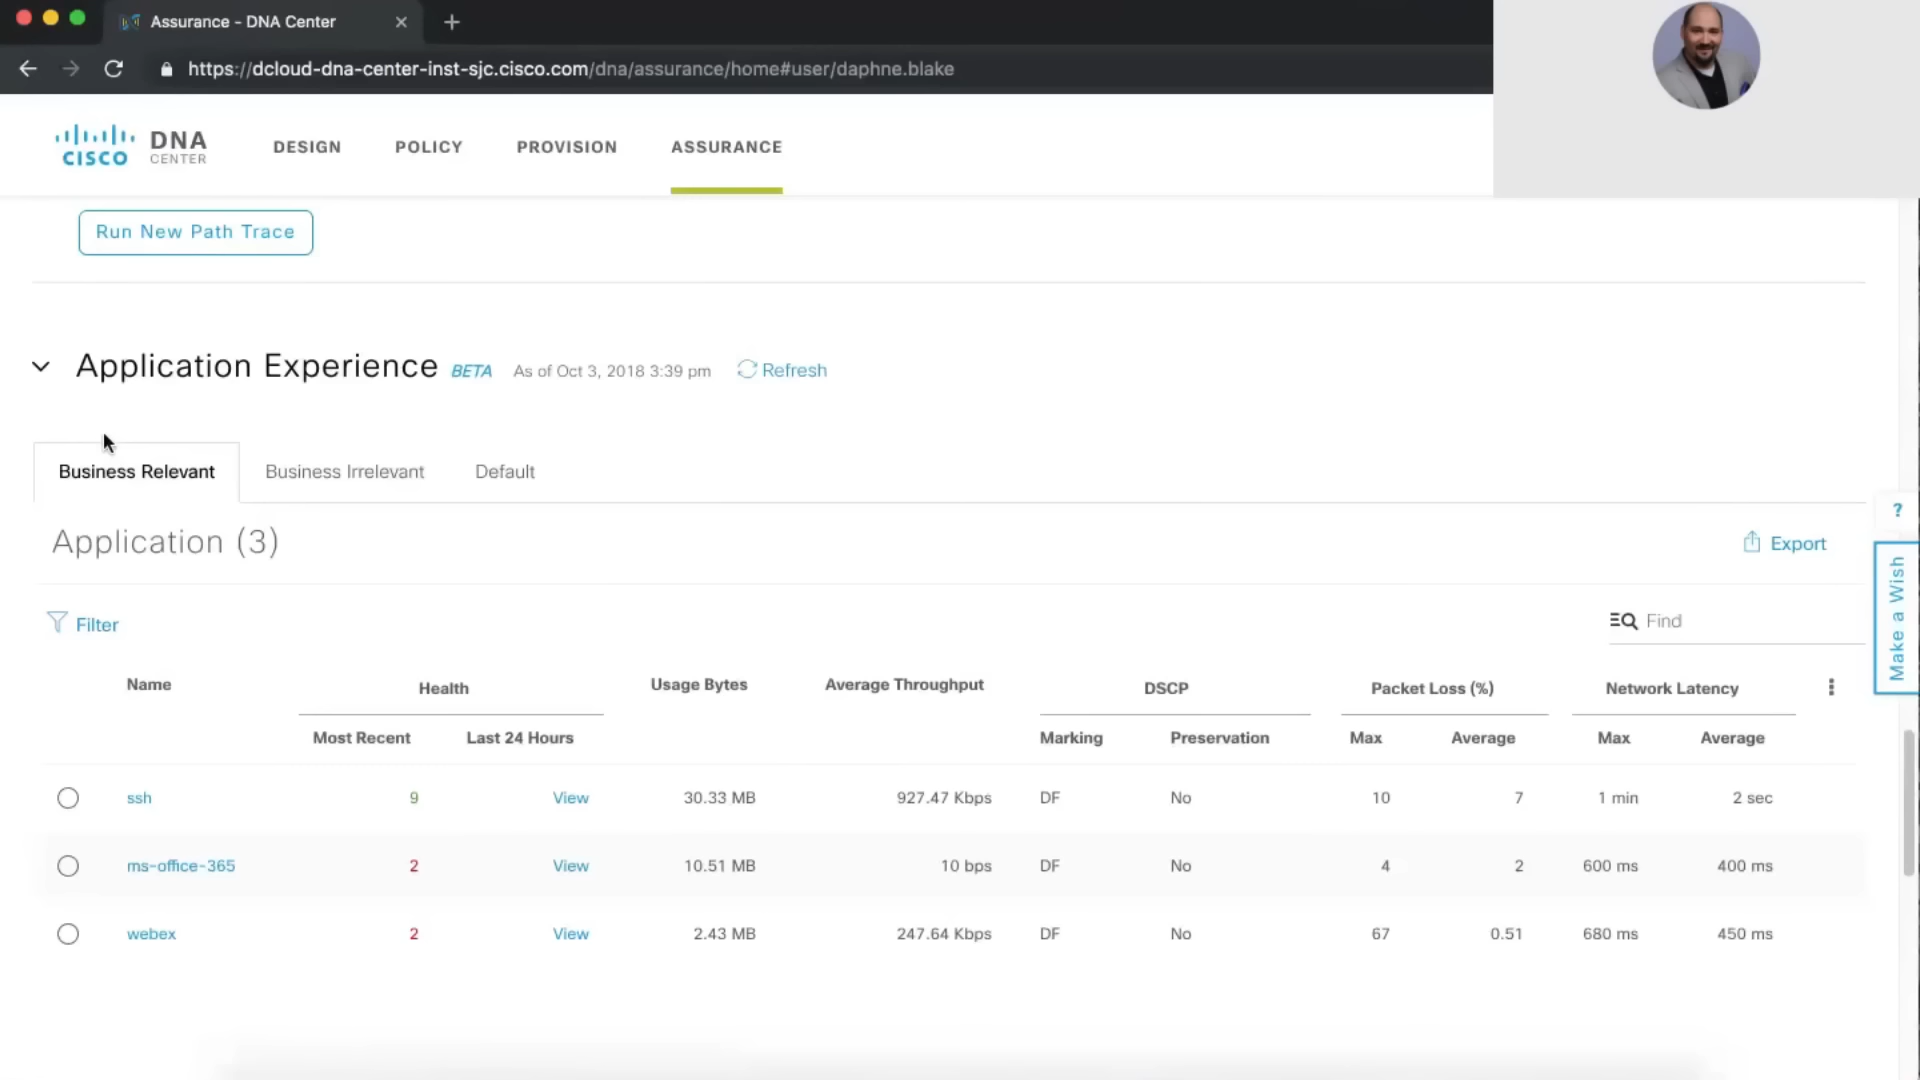 Assurance - DNA Center
https://dcloud-dna-center-inst-sjc.cisco.com/dna/assurance/home#user/daphne.blake
CISCO DNA CENTER DESIGN POLICY PROVISION ASSURANCE
Run New Path Trace
Application Experience BETA As of Oct 3, 2018 3:39 pm Refresh
Business Relevant Business Irrelevant Default
?
Application (3) Export
Make a Wish
Filter Find
Name Health Usage Bytes Average Throughput DSCP Packet Loss (%) Network Latency
Most Recent Last 24 Hours Marking Preservation Max Average Max Average
ssh 9 View 30.33 MB 927.47 Kbps DF No 10 7 1 min 2 sec
ms-office-365 2 View 10.51 MB 10 bps DF No 4 2 600 ms 400 ms
webex 2 View 2.43 MB 247.64 Kbps DF No 67 0.51 680 ms 450 ms